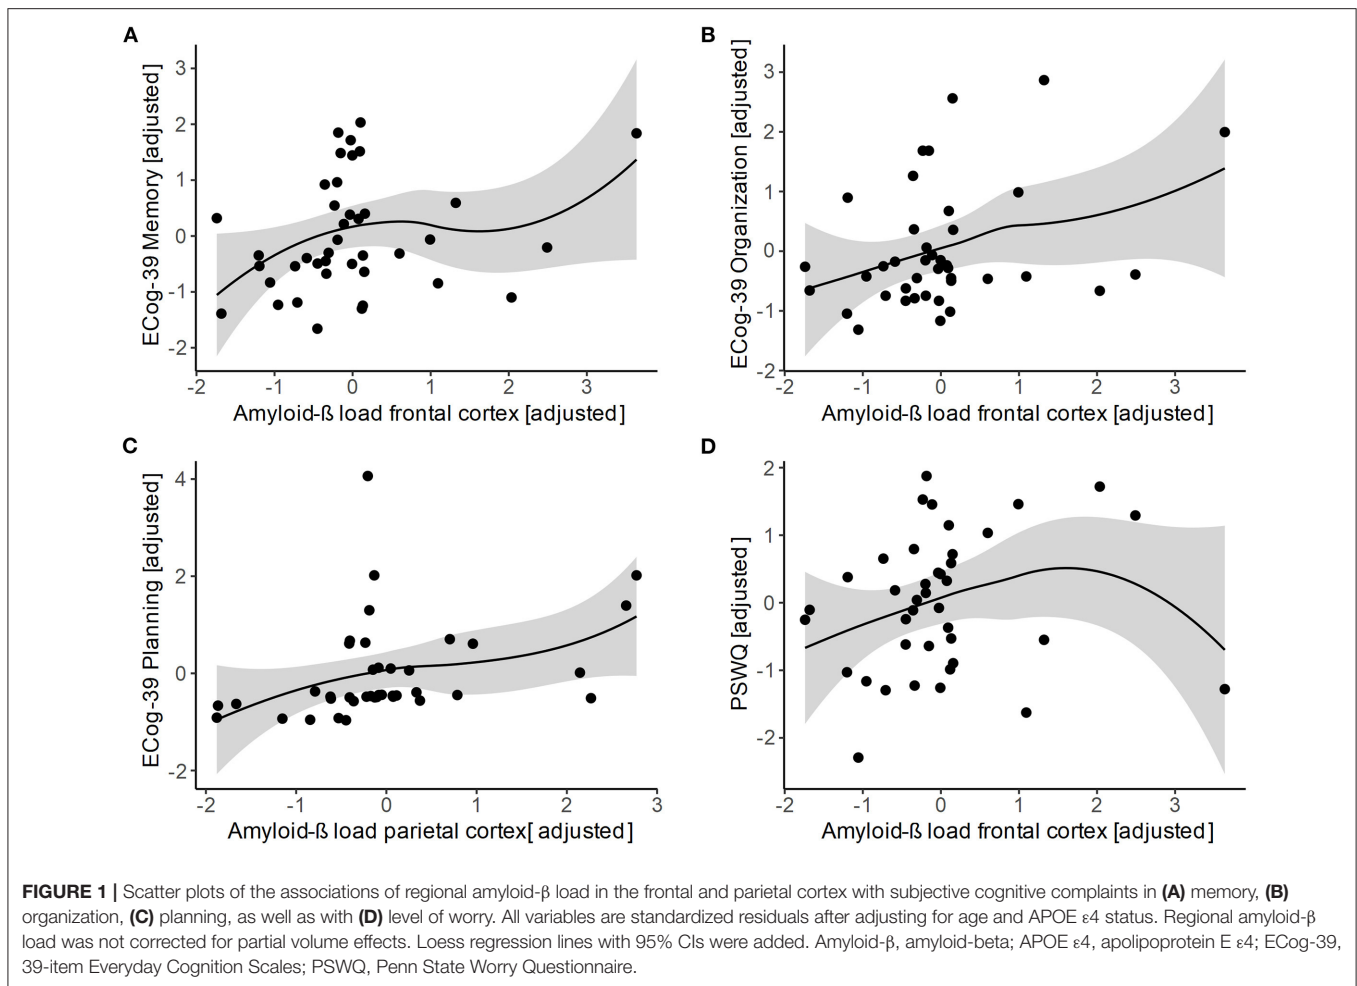 A
B
3
2
1
0
-1
-2
ECog-39 Memory [adjusted]
-2 -1 0 1 2 3
Amyloid-ß load frontal cortex [adjusted]
3
2
1
0
-1
-2
ECog-39 Organization [adjusted]
-2 -1 0 1 2 3
Amyloid-ß load frontal cortex [adjusted]
C
D
4
2
0
-2
ECog-39 Planning [adjusted]
-2 -1 0 1 2 3
Amyloid-ß load parietal cortex[ adjusted]
2
1
0
-1
-2
PSWQ [adjusted]
-2 -1 0 1 2 3
Amyloid-ß load frontal cortex [adjusted]
FIGURE 1 | Scatter plots of the associations of regional amyloid-β load in the frontal and parietal cortex with subjective cognitive complaints in (A) memory, (B)
organization, (C) planning, as well as with (D) level of worry. All variables are standardized residuals after adjusting for age and APOE ε4 status. Regional amyloid-β
load was not corrected for partial volume effects. Loess regression lines with 95% CIs were added. Amyloid-β, amyloid-beta; APOE ε4, apolipoprotein E ε4; ECog-39,
39-item Everyday Cognition Scales; PSWQ, Penn State Worry Questionnaire.